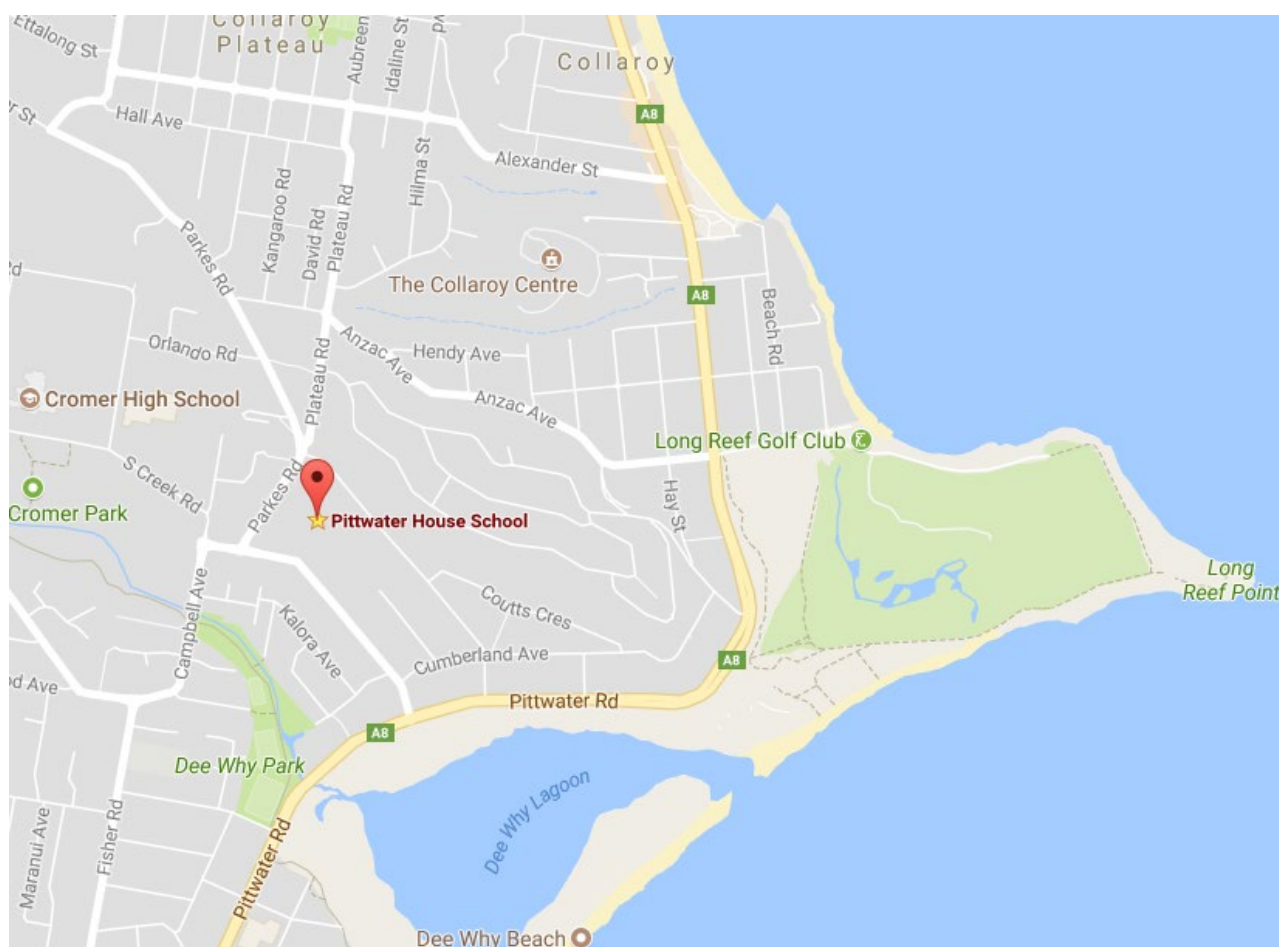 Collaroy
Plateau
Ettalong St
Aubreen
Idaline St
Collaroy
A8
Hall Ave
Alexander St
Hilma St
Kangaroo Rd
David Rd
Plateau Rd
Parkes Rd
The Collaroy Centre
A8
Beach Rd
Orlando Rd
Anzac Ave
Hendy Ave
Plateau Rd
Cromer High School
Anzac Ave
Long Reef Golf Club
S Creek Rd
Parkes Rd
Hay St
Cromer Park
Pittwater House School
Long
Reef Point
Campbell Ave
Kalora Ave
Coutts Cres
Cumberland Ave
A8
Pittwater Rd
A8
Dee Why Park
Dee Why Lagoon
Maranui Ave
Fisher Rd
Pittwater Rd
Dee Why Beach